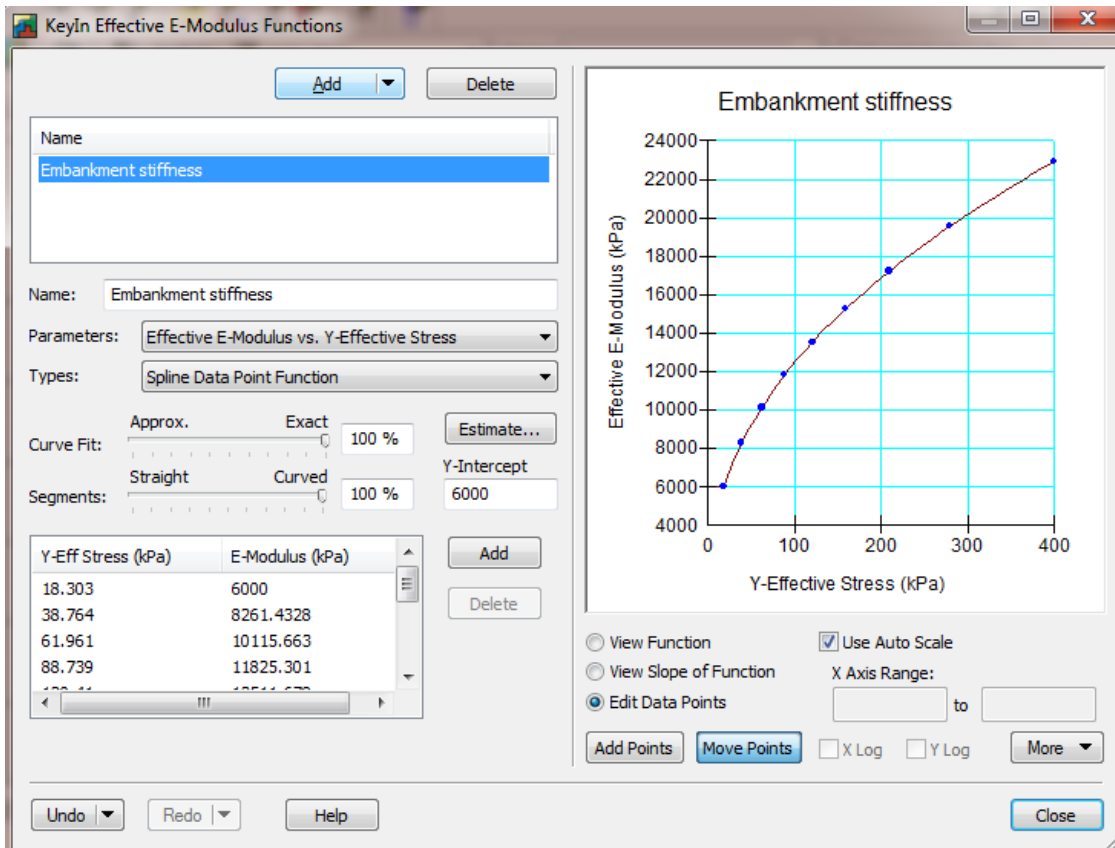 KeyIn Effective E-Modulus Functions
Add
Delete
Name
Embankment stiffness
Name: Embankment stiffness
Parameters: Effective E-Modulus vs. Y-Effective Stress
Types: Spline Data Point Function
Approx. Exact
Curve Fit: 100 %
Estimate...
Straight Curved
Segments: 100 %
Y-Intercept
6000
Y-Eff Stress (kPa) E-Modulus (kPa)
18.303 6000
38.764 8261.4328
61.961 10115.663
88.739 11825.301
Add
Delete
Embankment stiffness
Effective E-Modulus (kPa)
24000
22000
20000
18000
16000
14000
12000
10000
8000
6000
4000
0 100 200 300 400
Y-Effective Stress (kPa)
View Function
Use Auto Scale
View Slope of Function
X Axis Range:
Edit Data Points
to
Add Points Move Points X Log Y Log More
Undo Redo Help Close